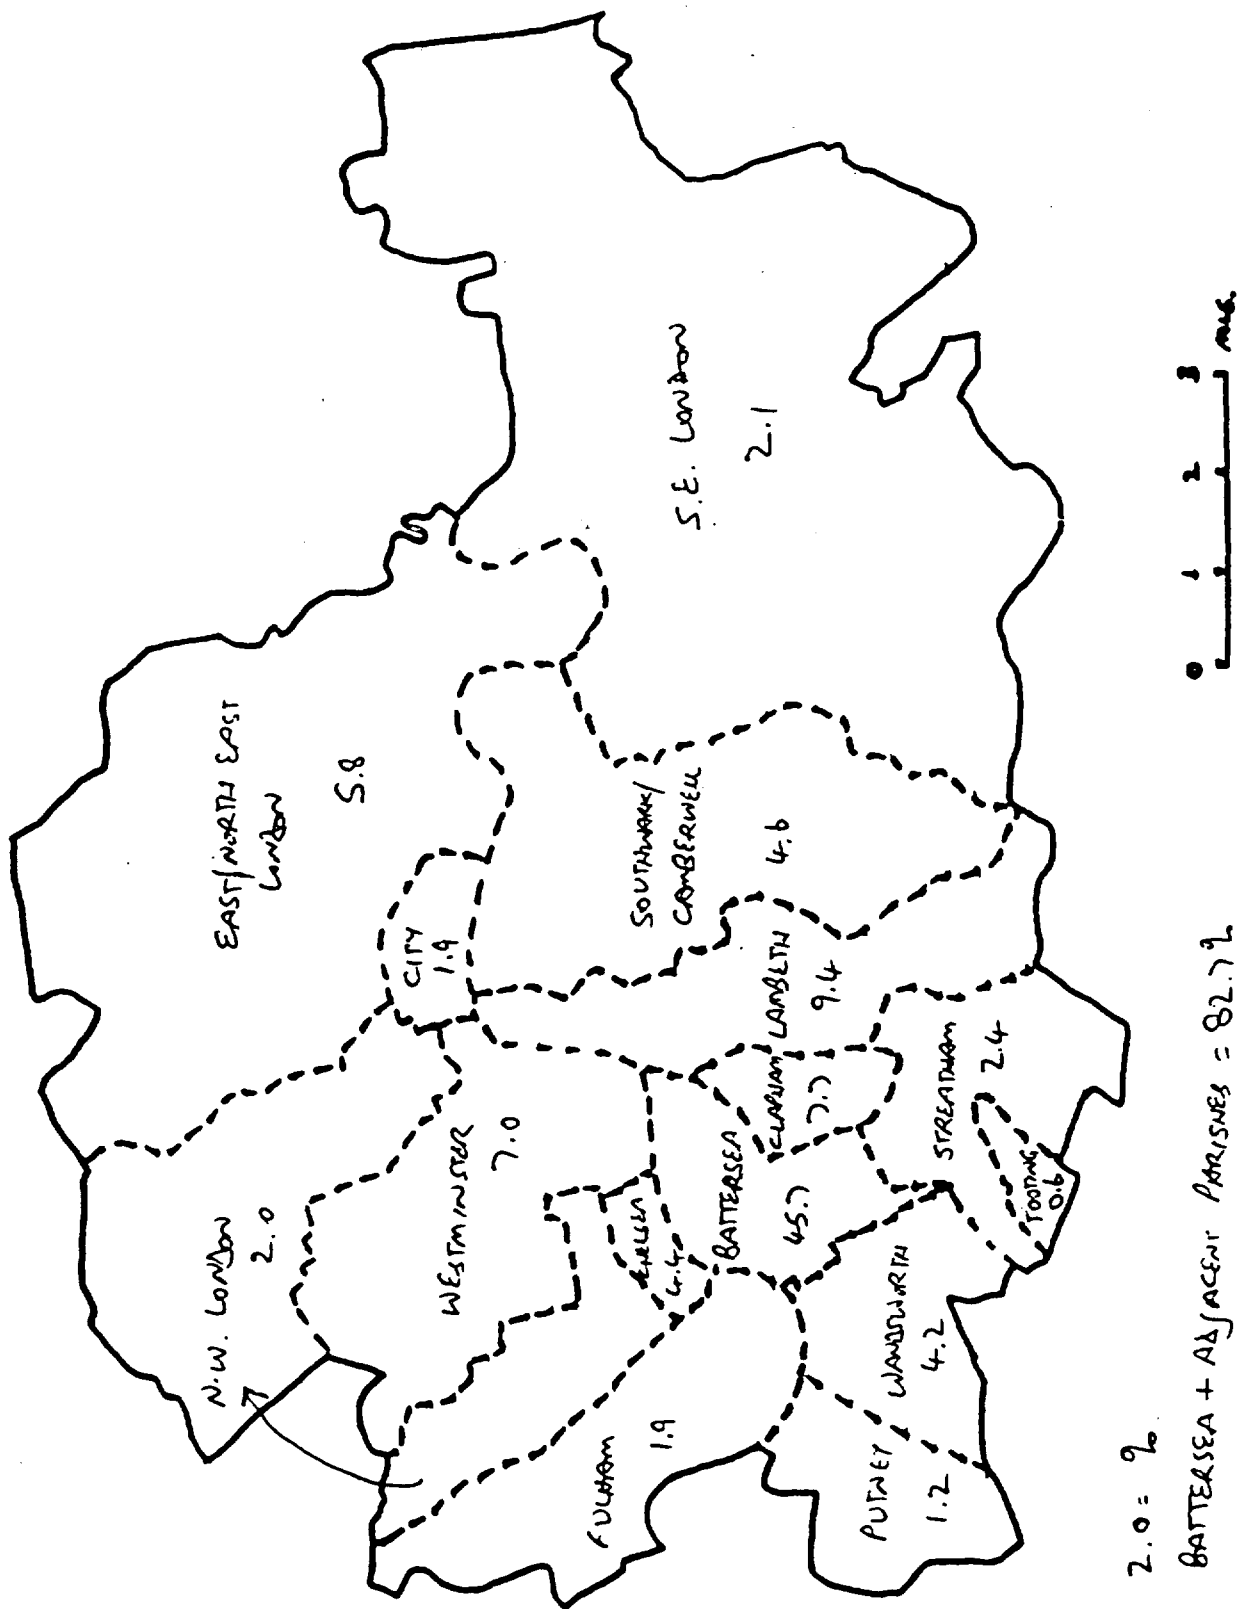 EAST/NORTH EAST
LONDON
5.8
N.W. LONDON
2.0
CITY
1.9
WESTMINSTER
7.0
S.E. LONDON
2.1
SOUTHWARK/
CAMBERWELL
4.6
LAMBETH
9.4
CLAPHAM
7.7
CHELSEA
4.4
BATTERSEA
45.7
FULHAM
1.9
STREATHAM
2.4
TOOTING
0.6
WANDSWORTH
4.2
PUTNEY
1.2
2.0 = %
BATTERSEA + ADJACENT PARISHES = 82.7%
0 1 2 3 MLS.